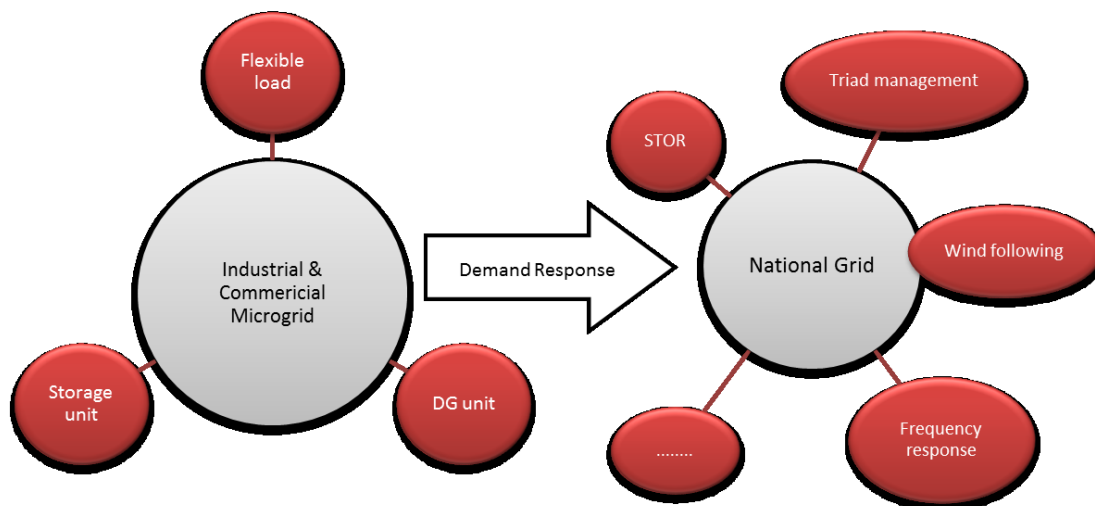 Flexible
load
Industrial &
Commericial
Microgrid
Storage
unit
DG unit
Demand Response
Triad management
STOR
National Grid
Wind following
Frequency
response
........